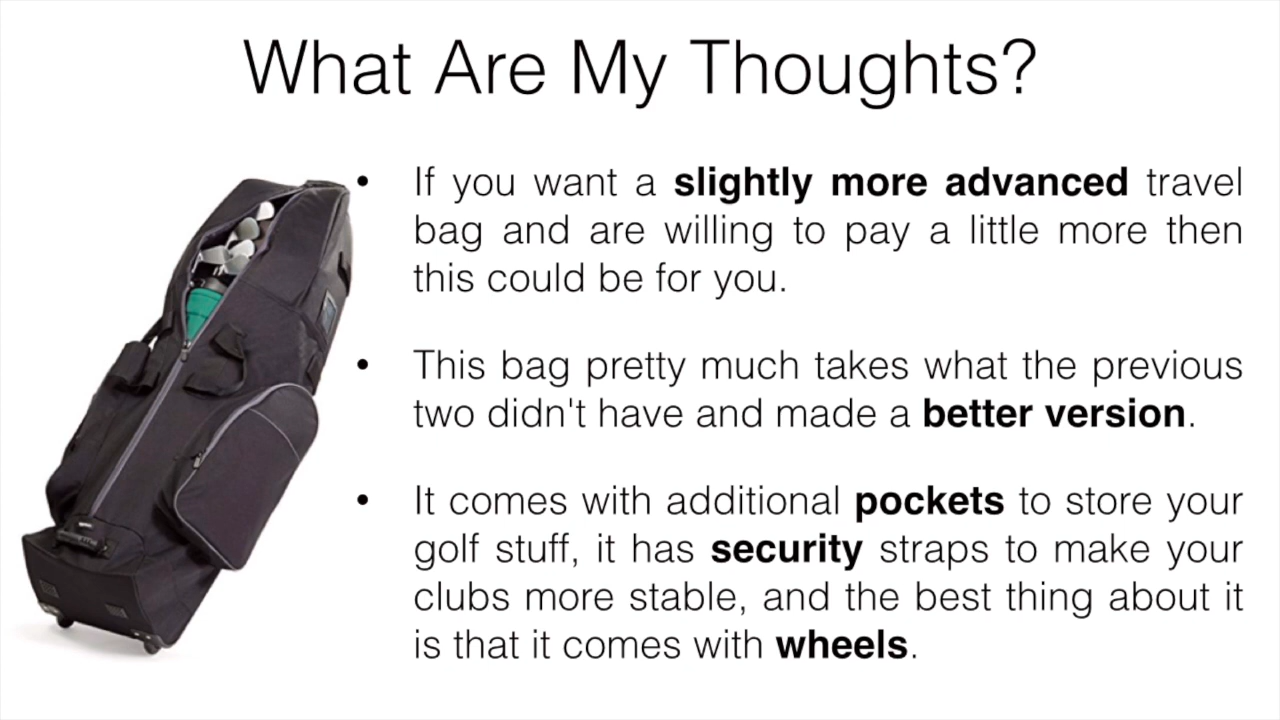 What Are My Thoughts?
• If you want a slightly more advanced travel
bag and are willing to pay a little more then
this could be for you.
• This bag pretty much takes what the previous
two didn't have and made a better version.
• It comes with additional pockets to store your
golf stuff, it has security straps to make your
clubs more stable, and the best thing about it
is that it comes with wheels.